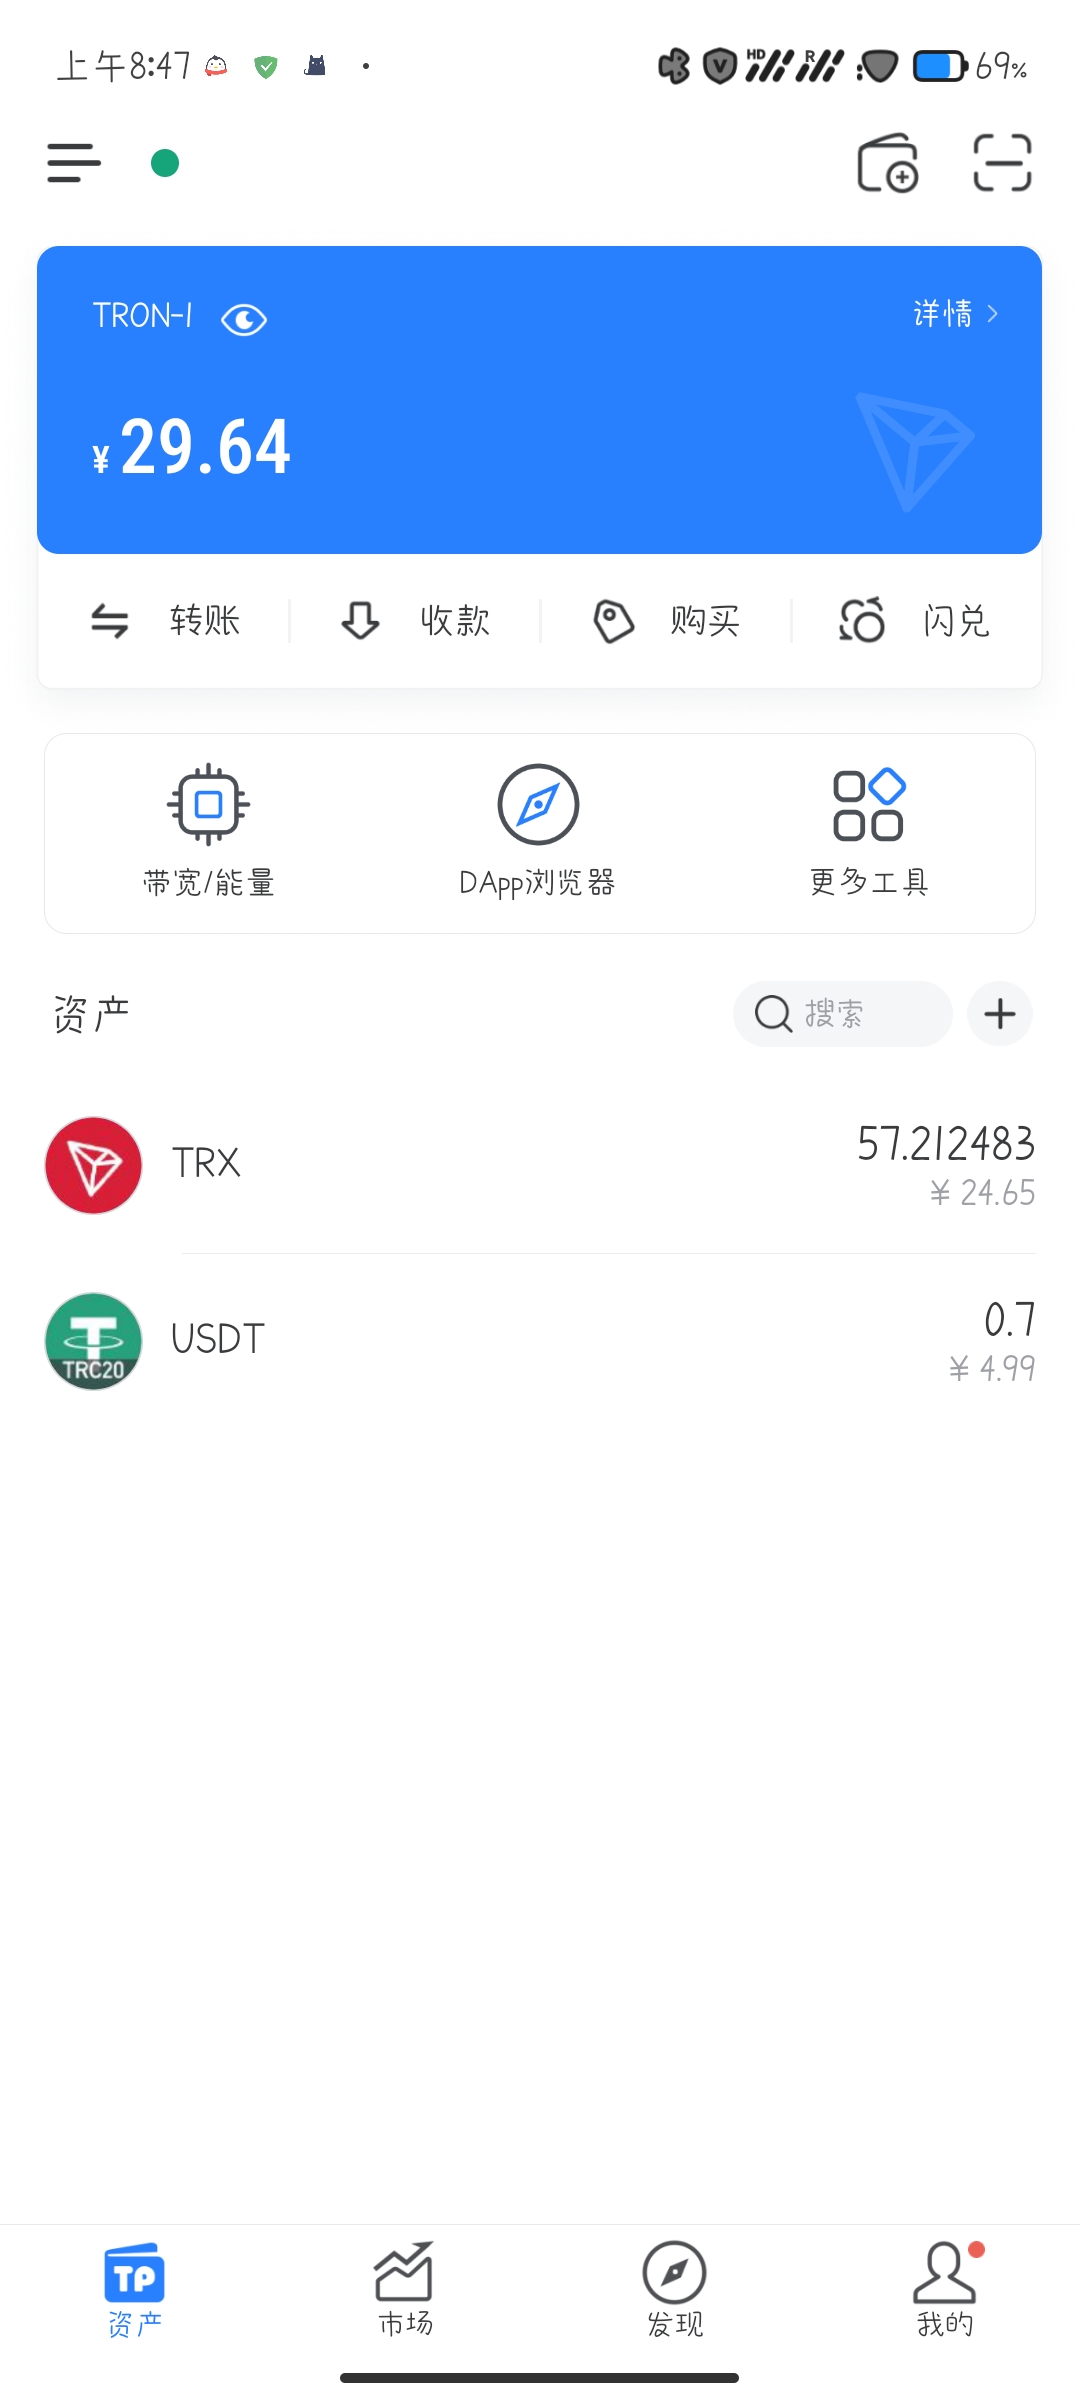 上午8:47
HD R 69%
TRON-1 详情
¥ 29.64
转账 收款 购买 闪兑
带宽/能量 DApp浏览器 更多工具
资产 搜索
TRX 57.212483
¥ 24.65
TRC20 USDT 0.7
¥ 4.99
TP
资产 市场 发现 我的